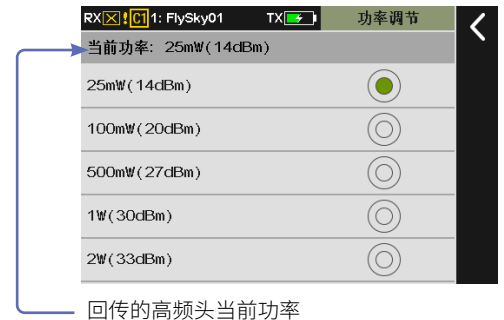 RX C1 1: FlySky01 TX 功率调节
当前功率: 25mW(14dBm)
25mW(14dBm)
100mW(20dBm)
500mW(27dBm)
1W(30dBm)
2W(33dBm)
回传的高频头当前功率